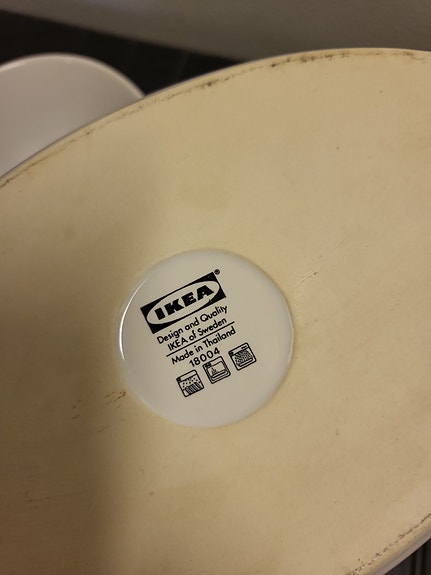 IKEA®
Design and Quality
IKEA of Sweden
Made in Thailand
18004